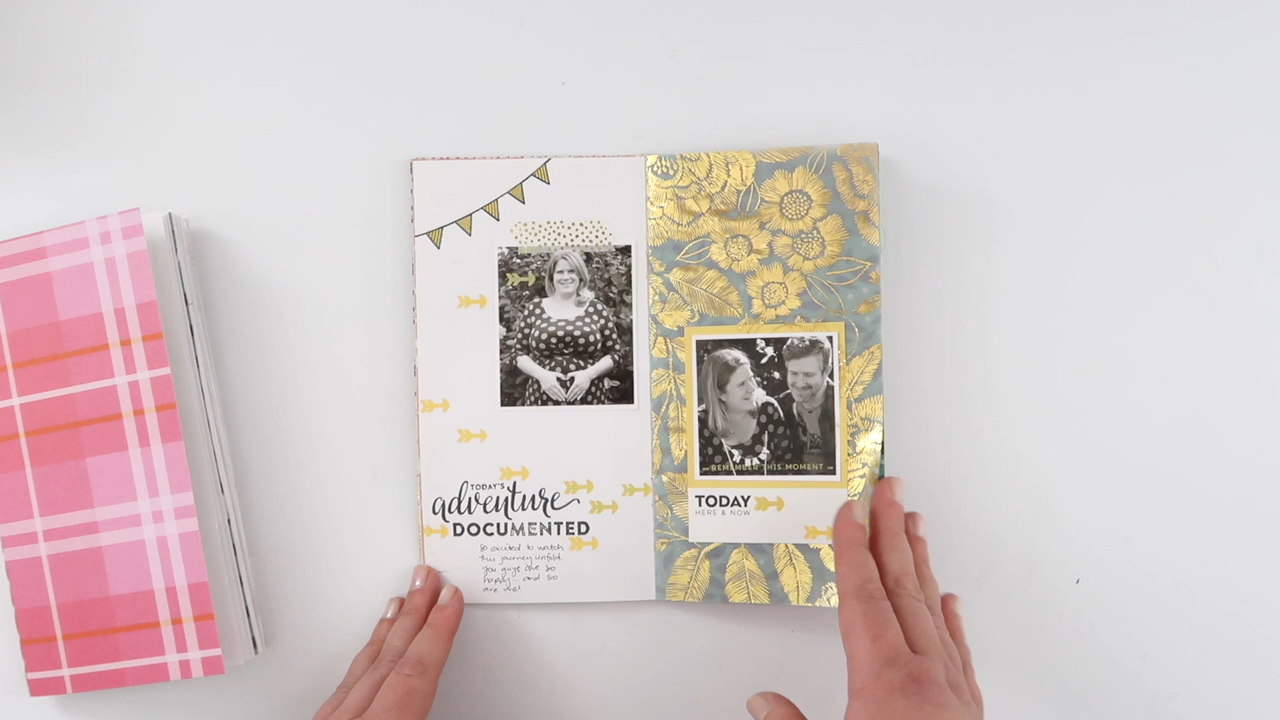 TODAY'S
adventure
DOCUMENTED
So excited to watch
this journey unfold.
You guys are so
happy and so
are we!
REMEMBER THIS MOMENT
TODAY
HERE & NOW